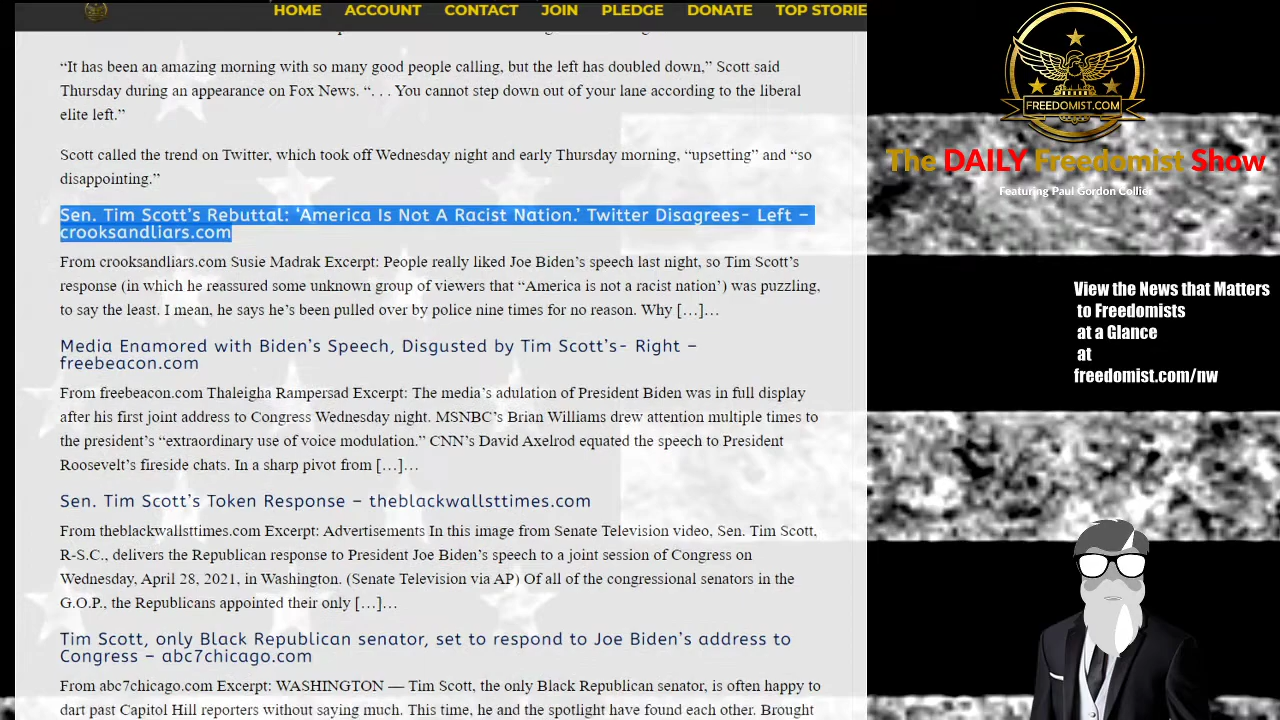 HOME ACCOUNT CONTACT JOIN PLEDGE DONATE TOP STORIE
“It has been an amazing morning with so many good people calling, but the left has doubled down,” Scott said
Thursday during an appearance on Fox News. “. . . You cannot step down out of your lane according to the liberal
elite left.”
Scott called the trend on Twitter, which took off Wednesday night and early Thursday morning, “upsetting” and “so
disappointing.”
Sen. Tim Scott’s Rebuttal: ‘America Is Not A Racist Nation.’ Twitter Disagrees- Left –
crooksandliars.com
From crooksandliars.com Susie Madrak Excerpt: People really liked Joe Biden’s speech last night, so Tim Scott’s
response (in which he reassured some unknown group of viewers that “America is not a racist nation’) was puzzling,
to say the least. I mean, he says he’s been pulled over by police nine times for no reason. Why […]…
Media Enamored with Biden’s Speech, Disgusted by Tim Scott’s- Right –
freebeacon.com
From freebeacon.com Thaleigha Rampersad Excerpt: The media’s adulation of President Biden was in full display
after his first joint address to Congress Wednesday night. MSNBC’s Brian Williams drew attention multiple times to
the president’s “extraordinary use of voice modulation.” CNN’s David Axelrod equated the speech to President
Roosevelt’s fireside chats. In a sharp pivot from […]…
Sen. Tim Scott’s Token Response – theblackwallsttimes.com
From theblackwallsttimes.com Excerpt: Advertisements In this image from Senate Television video, Sen. Tim Scott,
R-S.C., delivers the Republican response to President Joe Biden’s speech to a joint session of Congress on
Wednesday, April 28, 2021, in Washington. (Senate Television via AP) Of all of the congressional senators in the
G.O.P., the Republicans appointed their only […]…
Tim Scott, only Black Republican senator, set to respond to Joe Biden’s address to
Congress – abc7chicago.com
From abc7chicago.com Excerpt: WASHINGTON — Tim Scott, the only Black Republican senator, is often happy to
dart past Capitol Hill reporters without saying much. This time, he and the spotlight have found each other. Brought
FREEDOMIST.COM
The DAILY Freedomist Show
Featuring Paul Gordon Collier
View the News that Matters
to Freedomists
at a Glance
at
freedomist.com/nw